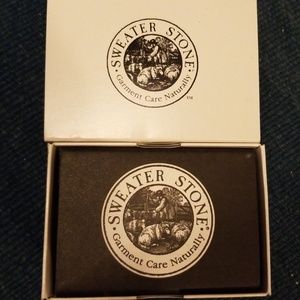 SWEATER STONE
Garment Care Naturally
™
SWEATER STONE®
Garment Care Naturally